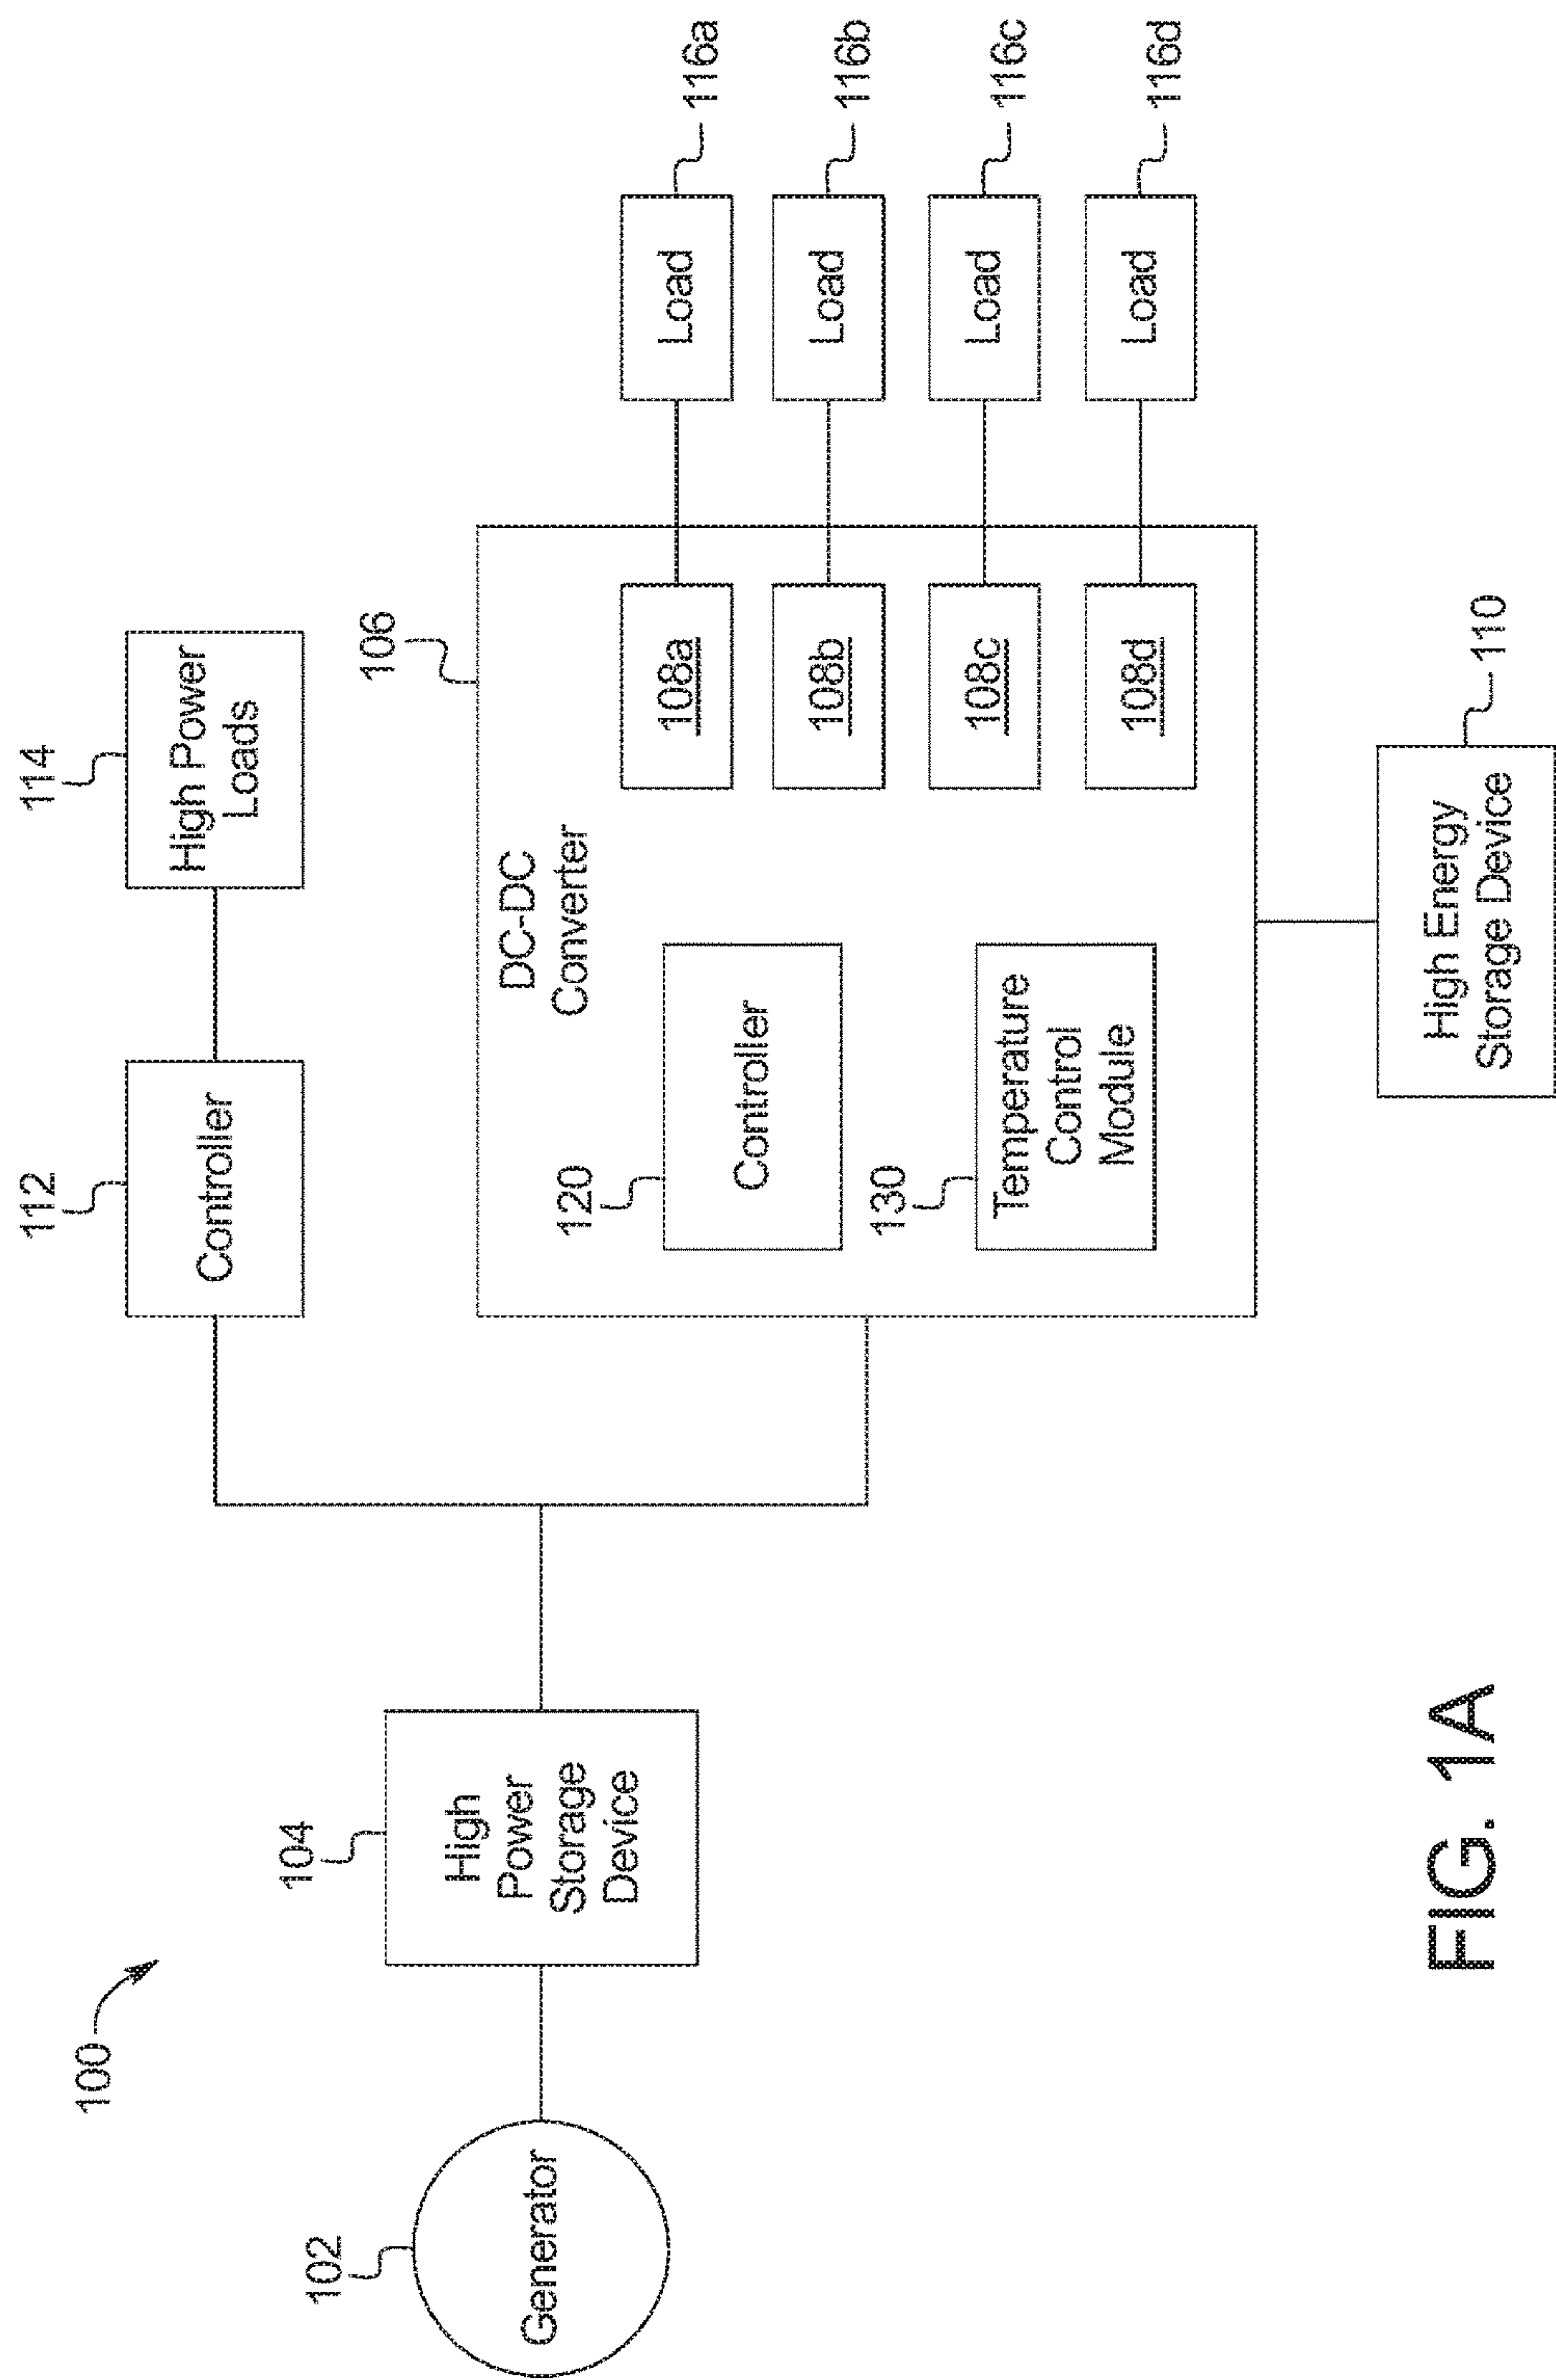 100
102
Generator
104
High
Power
Storage
Device
112
Controller
114
High Power
Loads
106
DC-DC
Converter
120
Controller
130
Temperature
Control
Module
108a
108b
108c
108d
Load
116a
Load
116b
Load
116c
Load
116d
High Energy
Storage Device
110
FIG. 1A